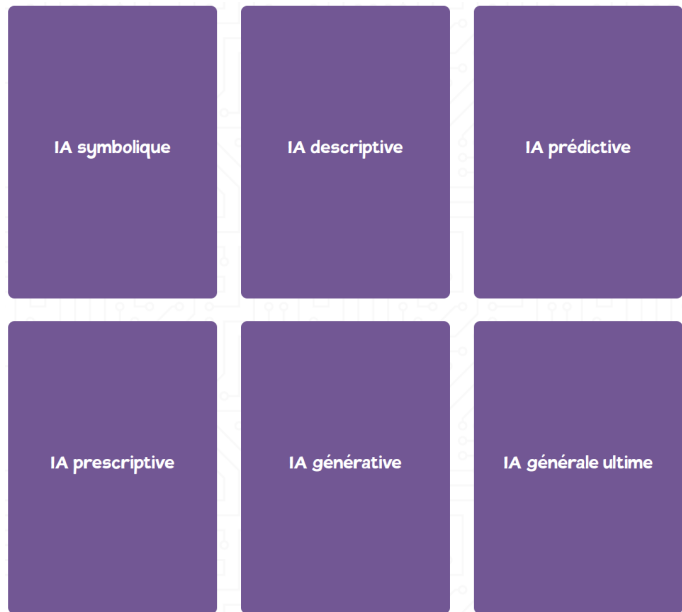 IA symbolique
IA descriptive
IA prédictive
IA prescriptive
IA générative
IA générale ultime